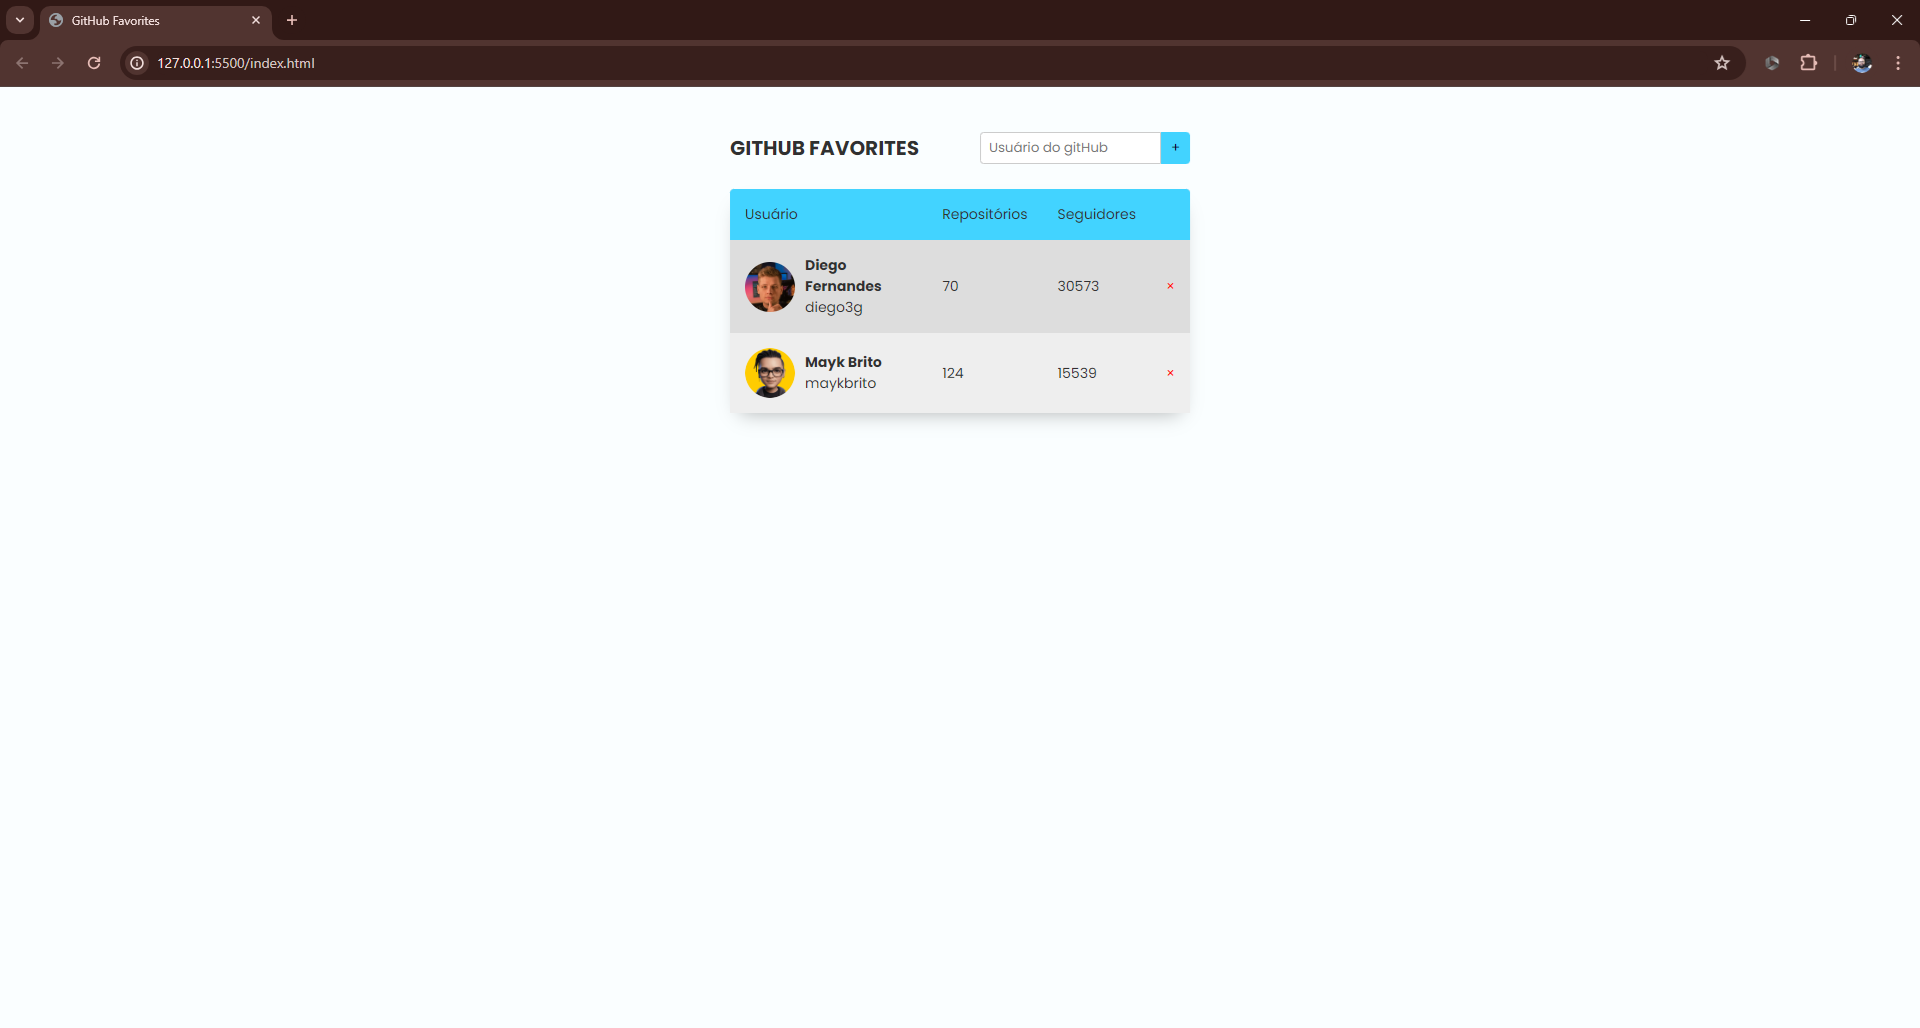 GitHub Favorites
127.0.0.1:5500/index.html
GITHUB FAVORITES
Usuário do gitHub
+
Usuário Repositórios Seguidores
Diego
Fernandes
diego3g
70 30573 ×
Mayk Brito
maykbrito
124 15539 ×